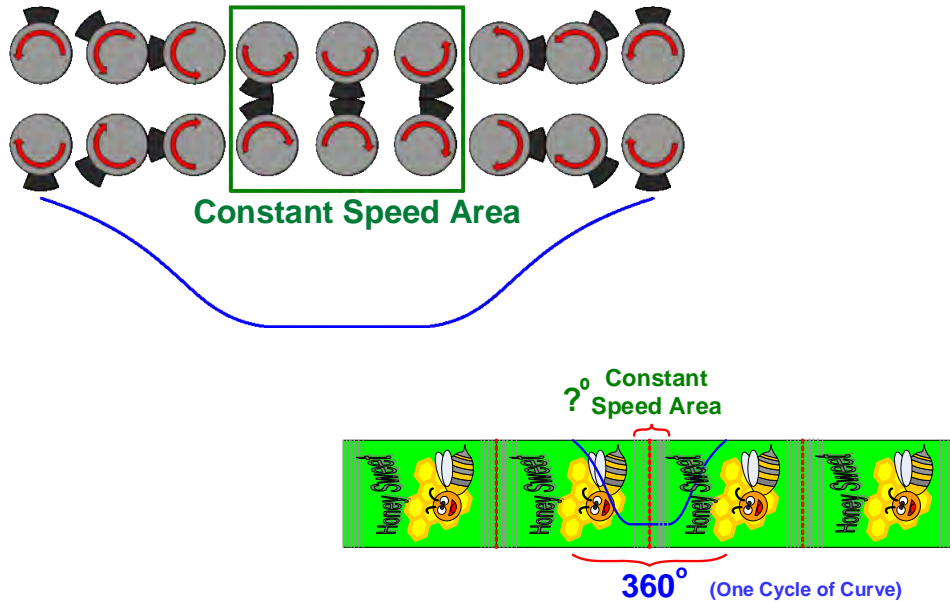 Constant Speed Area
?° Constant
Speed Area
Honey Sweet
Honey Sweet
Honey Sweet
Honey Sweet
360° (One Cycle of Curve)